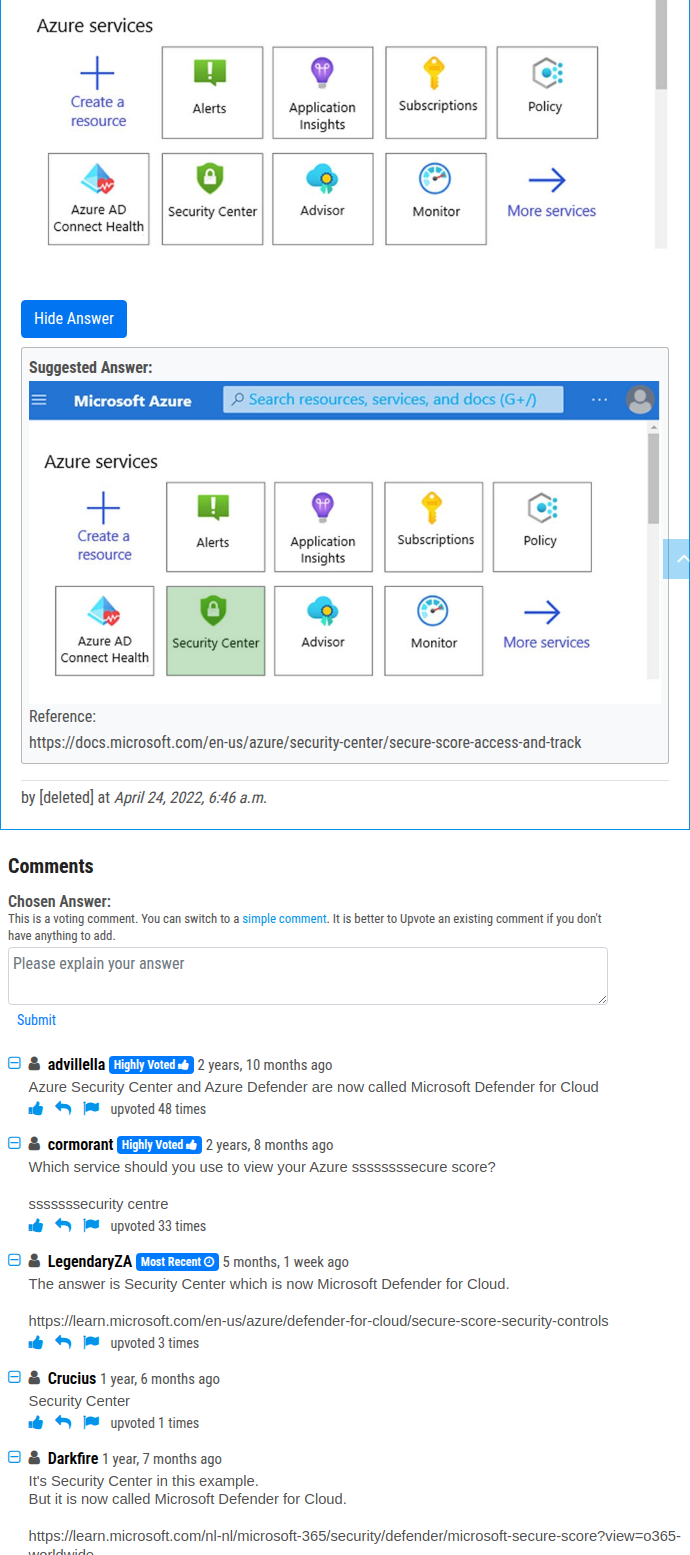 Azure services
Create a
resource
Alerts
Application
Insights
Subscriptions
Policy
Azure AD
Connect Health
Security Center
Advisor
Monitor
More services
Hide Answer
Suggested Answer:
Microsoft Azure
Search resources, services, and docs (G+/)
Azure services
Create a
resource
Alerts
Application
Insights
Subscriptions
Policy
Azure AD
Connect Health
Security Center
Advisor
Monitor
More services
Reference:
https://docs.microsoft.com/en-us/azure/security-center/secure-score-access-and-track
by [deleted] at April 24, 2022, 6:46 a.m.
Comments
Chosen Answer:
This is a voting comment. You can switch to a simple comment. It is better to Upvote an existing comment if you don't
have anything to add.
Please explain your answer
Submit
advillella Highly Voted 2 years, 10 months ago
Azure Security Center and Azure Defender are now called Microsoft Defender for Cloud
upvoted 48 times
cormorant Highly Voted 2 years, 8 months ago
Which service should you use to view your Azure ssssssssecure score?
sssssssecurity centre
upvoted 33 times
LegendaryZA Most Recent 5 months, 1 week ago
The answer is Security Center which is now Microsoft Defender for Cloud.
https://learn.microsoft.com/en-us/azure/defender-for-cloud/secure-score-security-controls
upvoted 3 times
Crucius 1 year, 6 months ago
Security Center
upvoted 1 times
Darkfire 1 year, 7 months ago
It's Security Center in this example.
But it is now called Microsoft Defender for Cloud.
https://learn.microsoft.com/nl-nl/microsoft-365/security/defender/microsoft-secure-score?view=o365-
worldwide